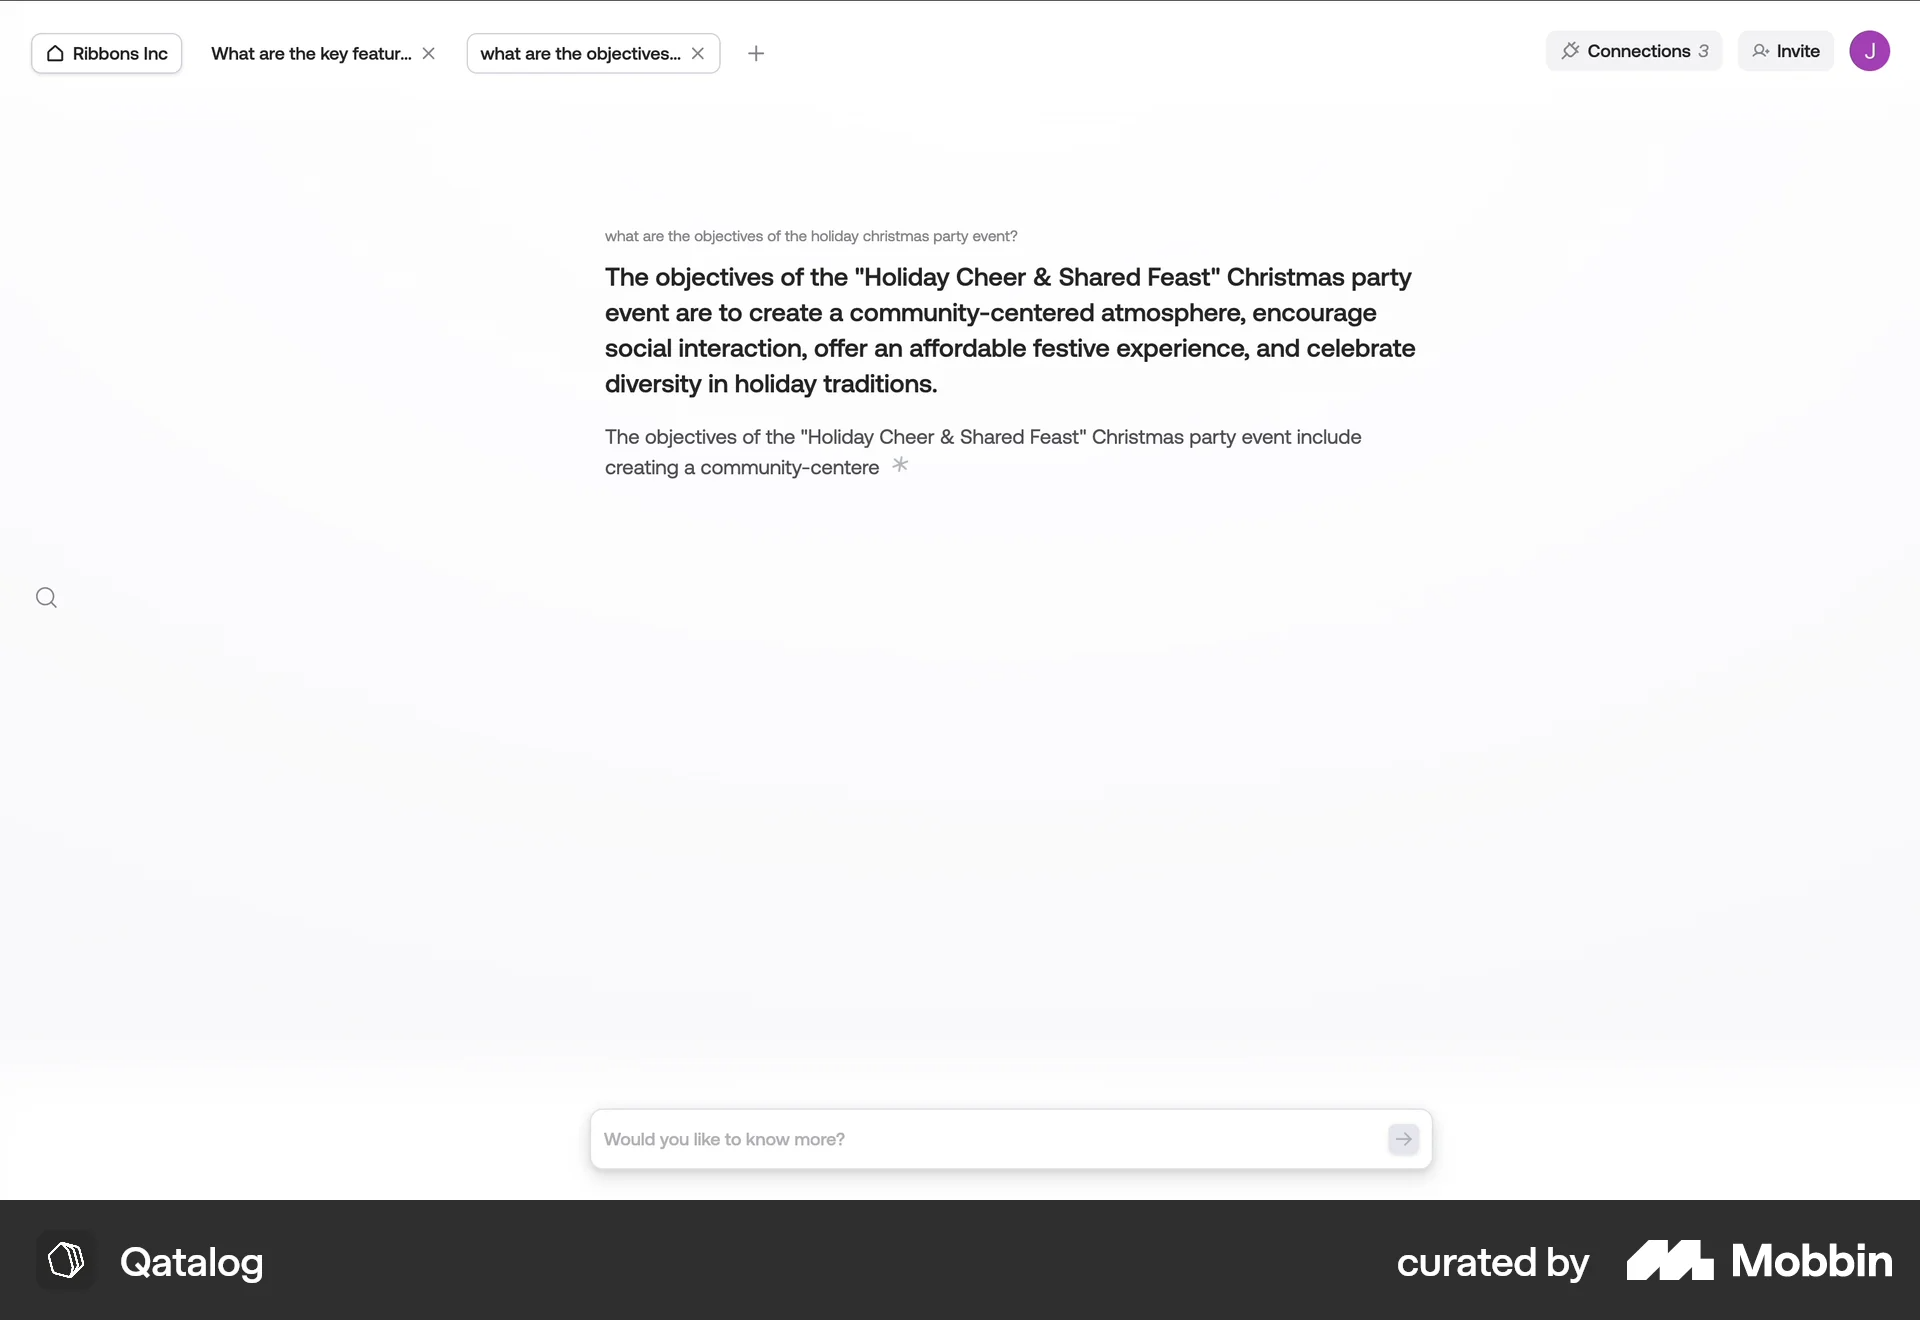 Ribbons Inc
What are the key featur...
what are the objectives...
Connections 3
Invite
J
what are the objectives of the holiday christmas party event?
The objectives of the "Holiday Cheer & Shared Feast" Christmas party
event are to create a community-centered atmosphere, encourage
social interaction, offer an affordable festive experience, and celebrate
diversity in holiday traditions.
The objectives of the "Holiday Cheer & Shared Feast" Christmas party event include
creating a community-centere
Would you like to know more?
Qatalog
curated by Mobbin